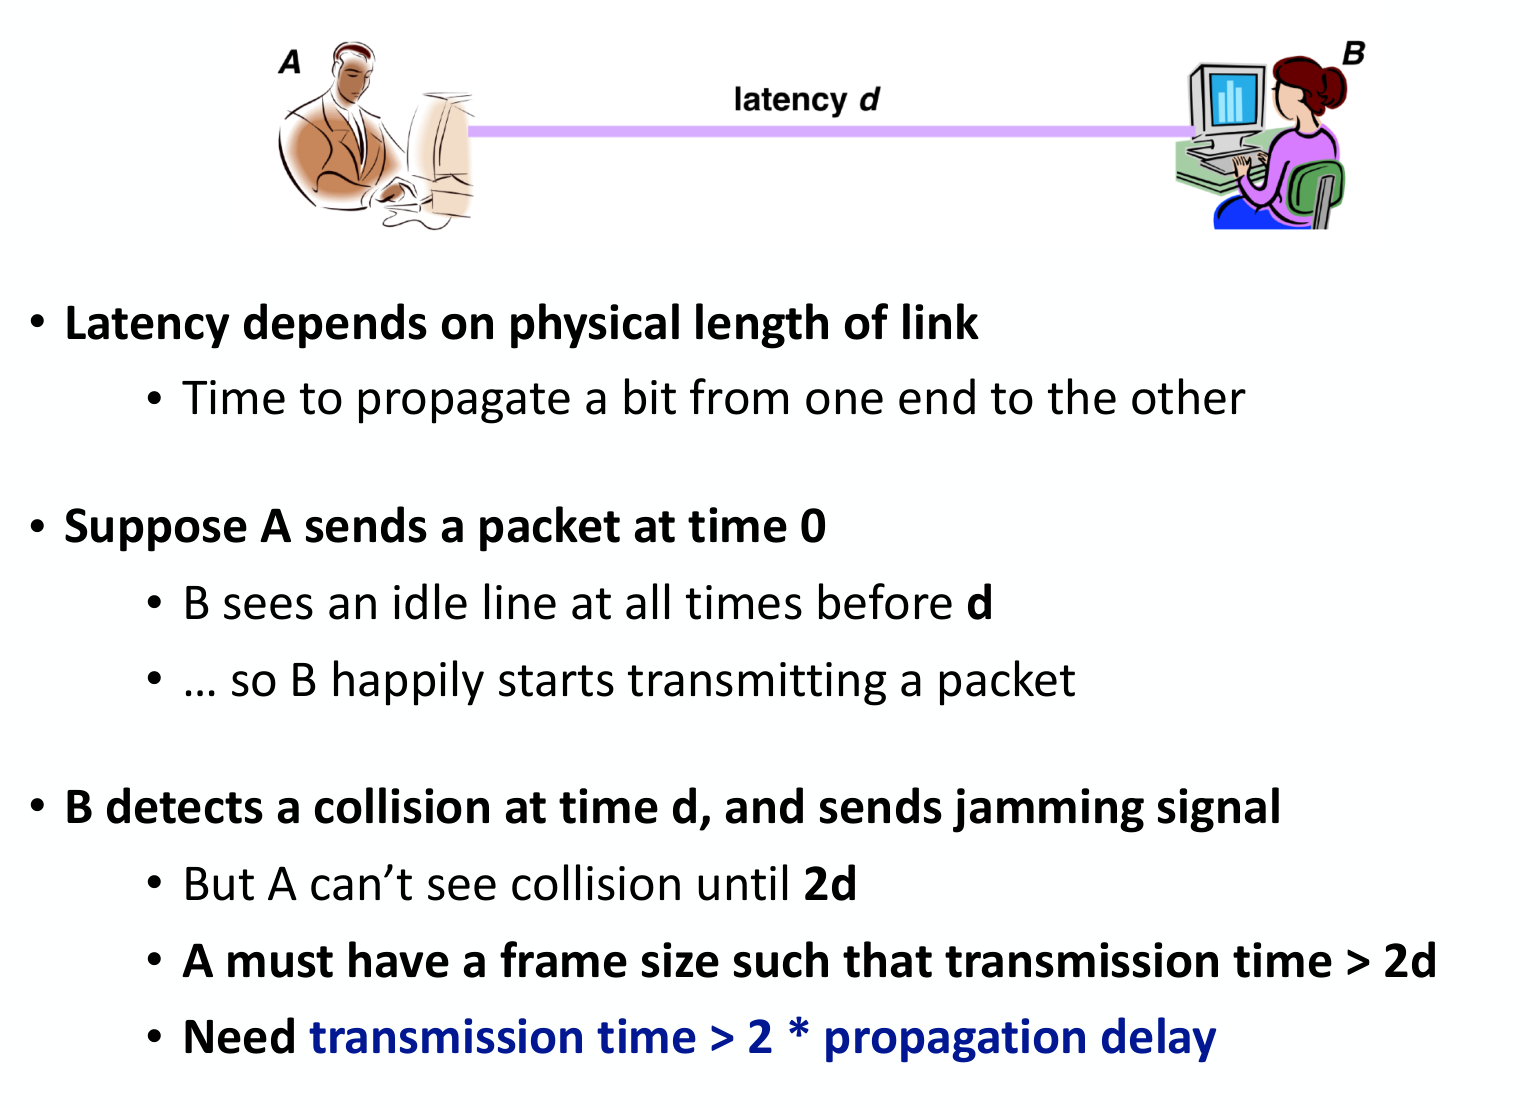 A
B
latency d
• Latency depends on physical length of link
• Time to propagate a bit from one end to the other
• Suppose A sends a packet at time 0
• B sees an idle line at all times before d
• … so B happily starts transmitting a packet
• B detects a collision at time d, and sends jamming signal
• But A can’t see collision until 2d
• A must have a frame size such that transmission time > 2d
• Need transmission time > 2 * propagation delay